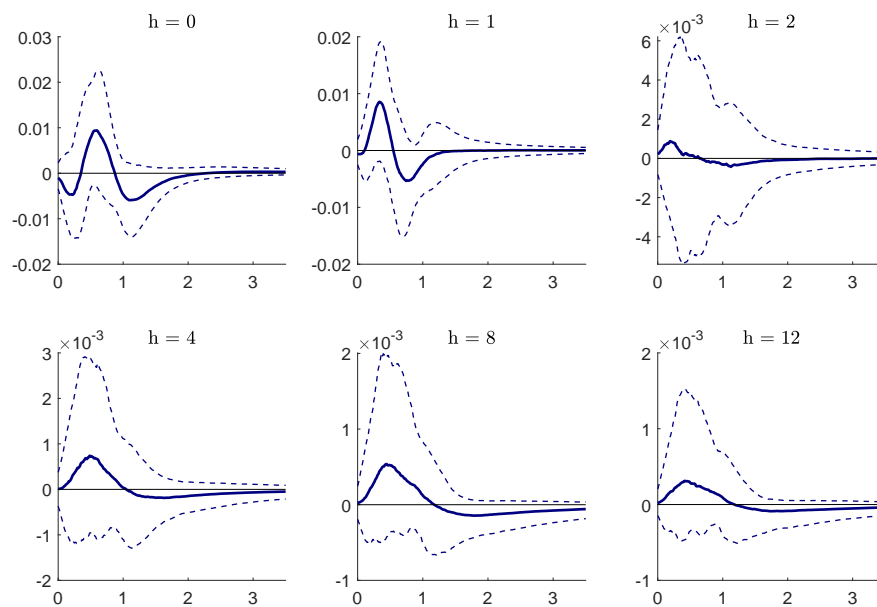 h = 0
0.03
0.02
0.01
0
-0.01
-0.02
0 1 2 3
h = 1
0.02
0.01
0
-0.01
-0.02
0 1 2 3
h = 2
×10-3
6
4
2
0
-2
-4
0 1 2 3
h = 4
×10-3
3
2
1
0
-1
-2
0 1 2 3
h = 8
×10-3
2
1
0
-1
0 1 2 3
h = 12
×10-3
2
1
0
-1
0 1 2 3